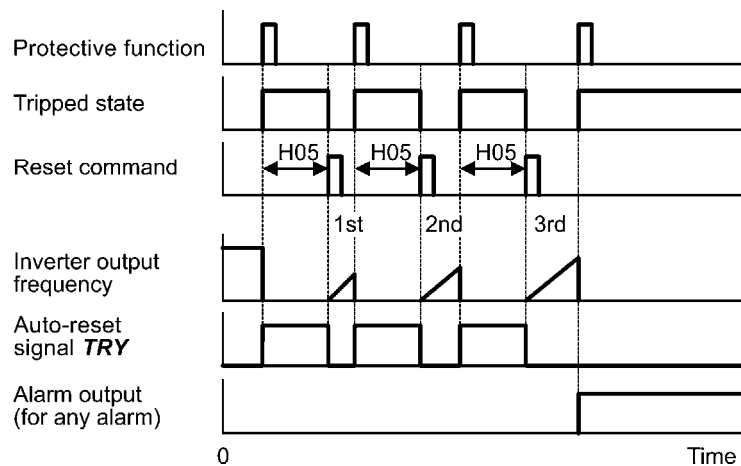 Protective function
Tripped state
Reset command
H05 H05 H05
1st 2nd 3rd
Inverter output
frequency
Auto-reset
signal TRY
Alarm output
(for any alarm)
0 Time